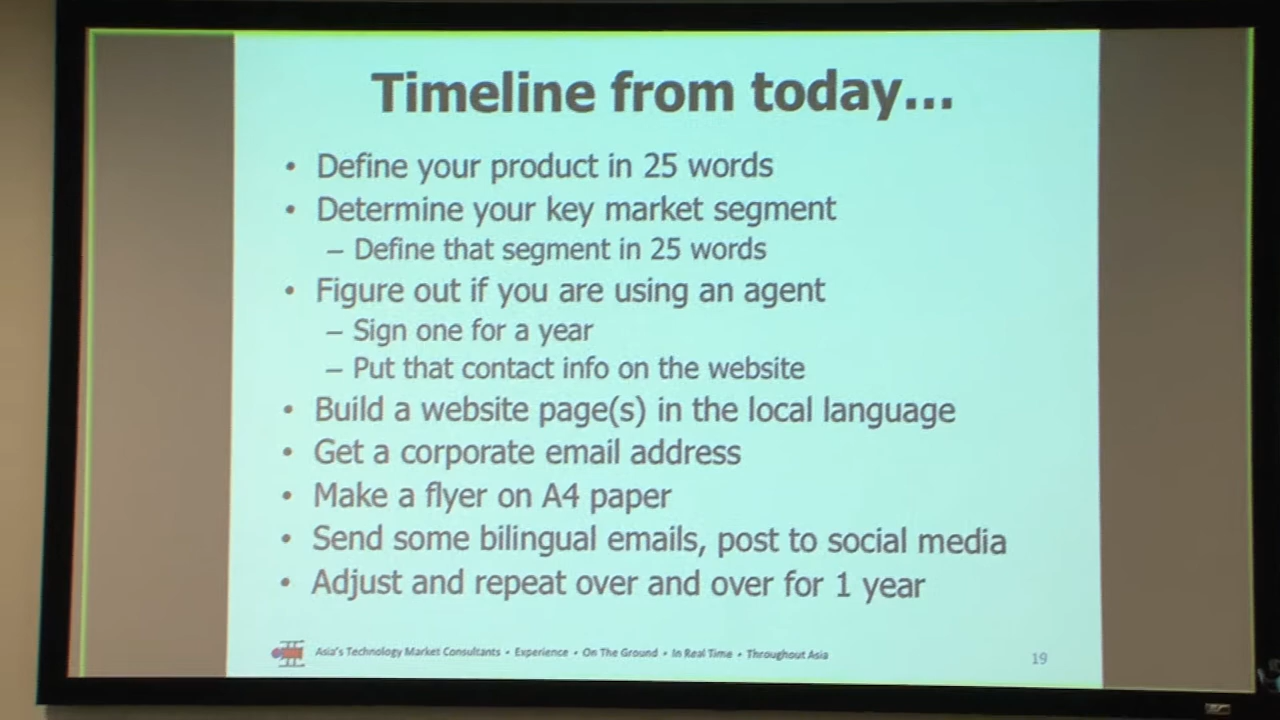 Timeline from today...
• Define your product in 25 words
• Determine your key market segment
– Define that segment in 25 words
• Figure out if you are using an agent
– Sign one for a year
– Put that contact info on the website
• Build a website page(s) in the local language
• Get a corporate email address
• Make a flyer on A4 paper
• Send some bilingual emails, post to social media
• Adjust and repeat over and over for 1 year
Asia's Technology Market Consultants • Experience • On The Ground • In Real Time • Throughout Asia
19